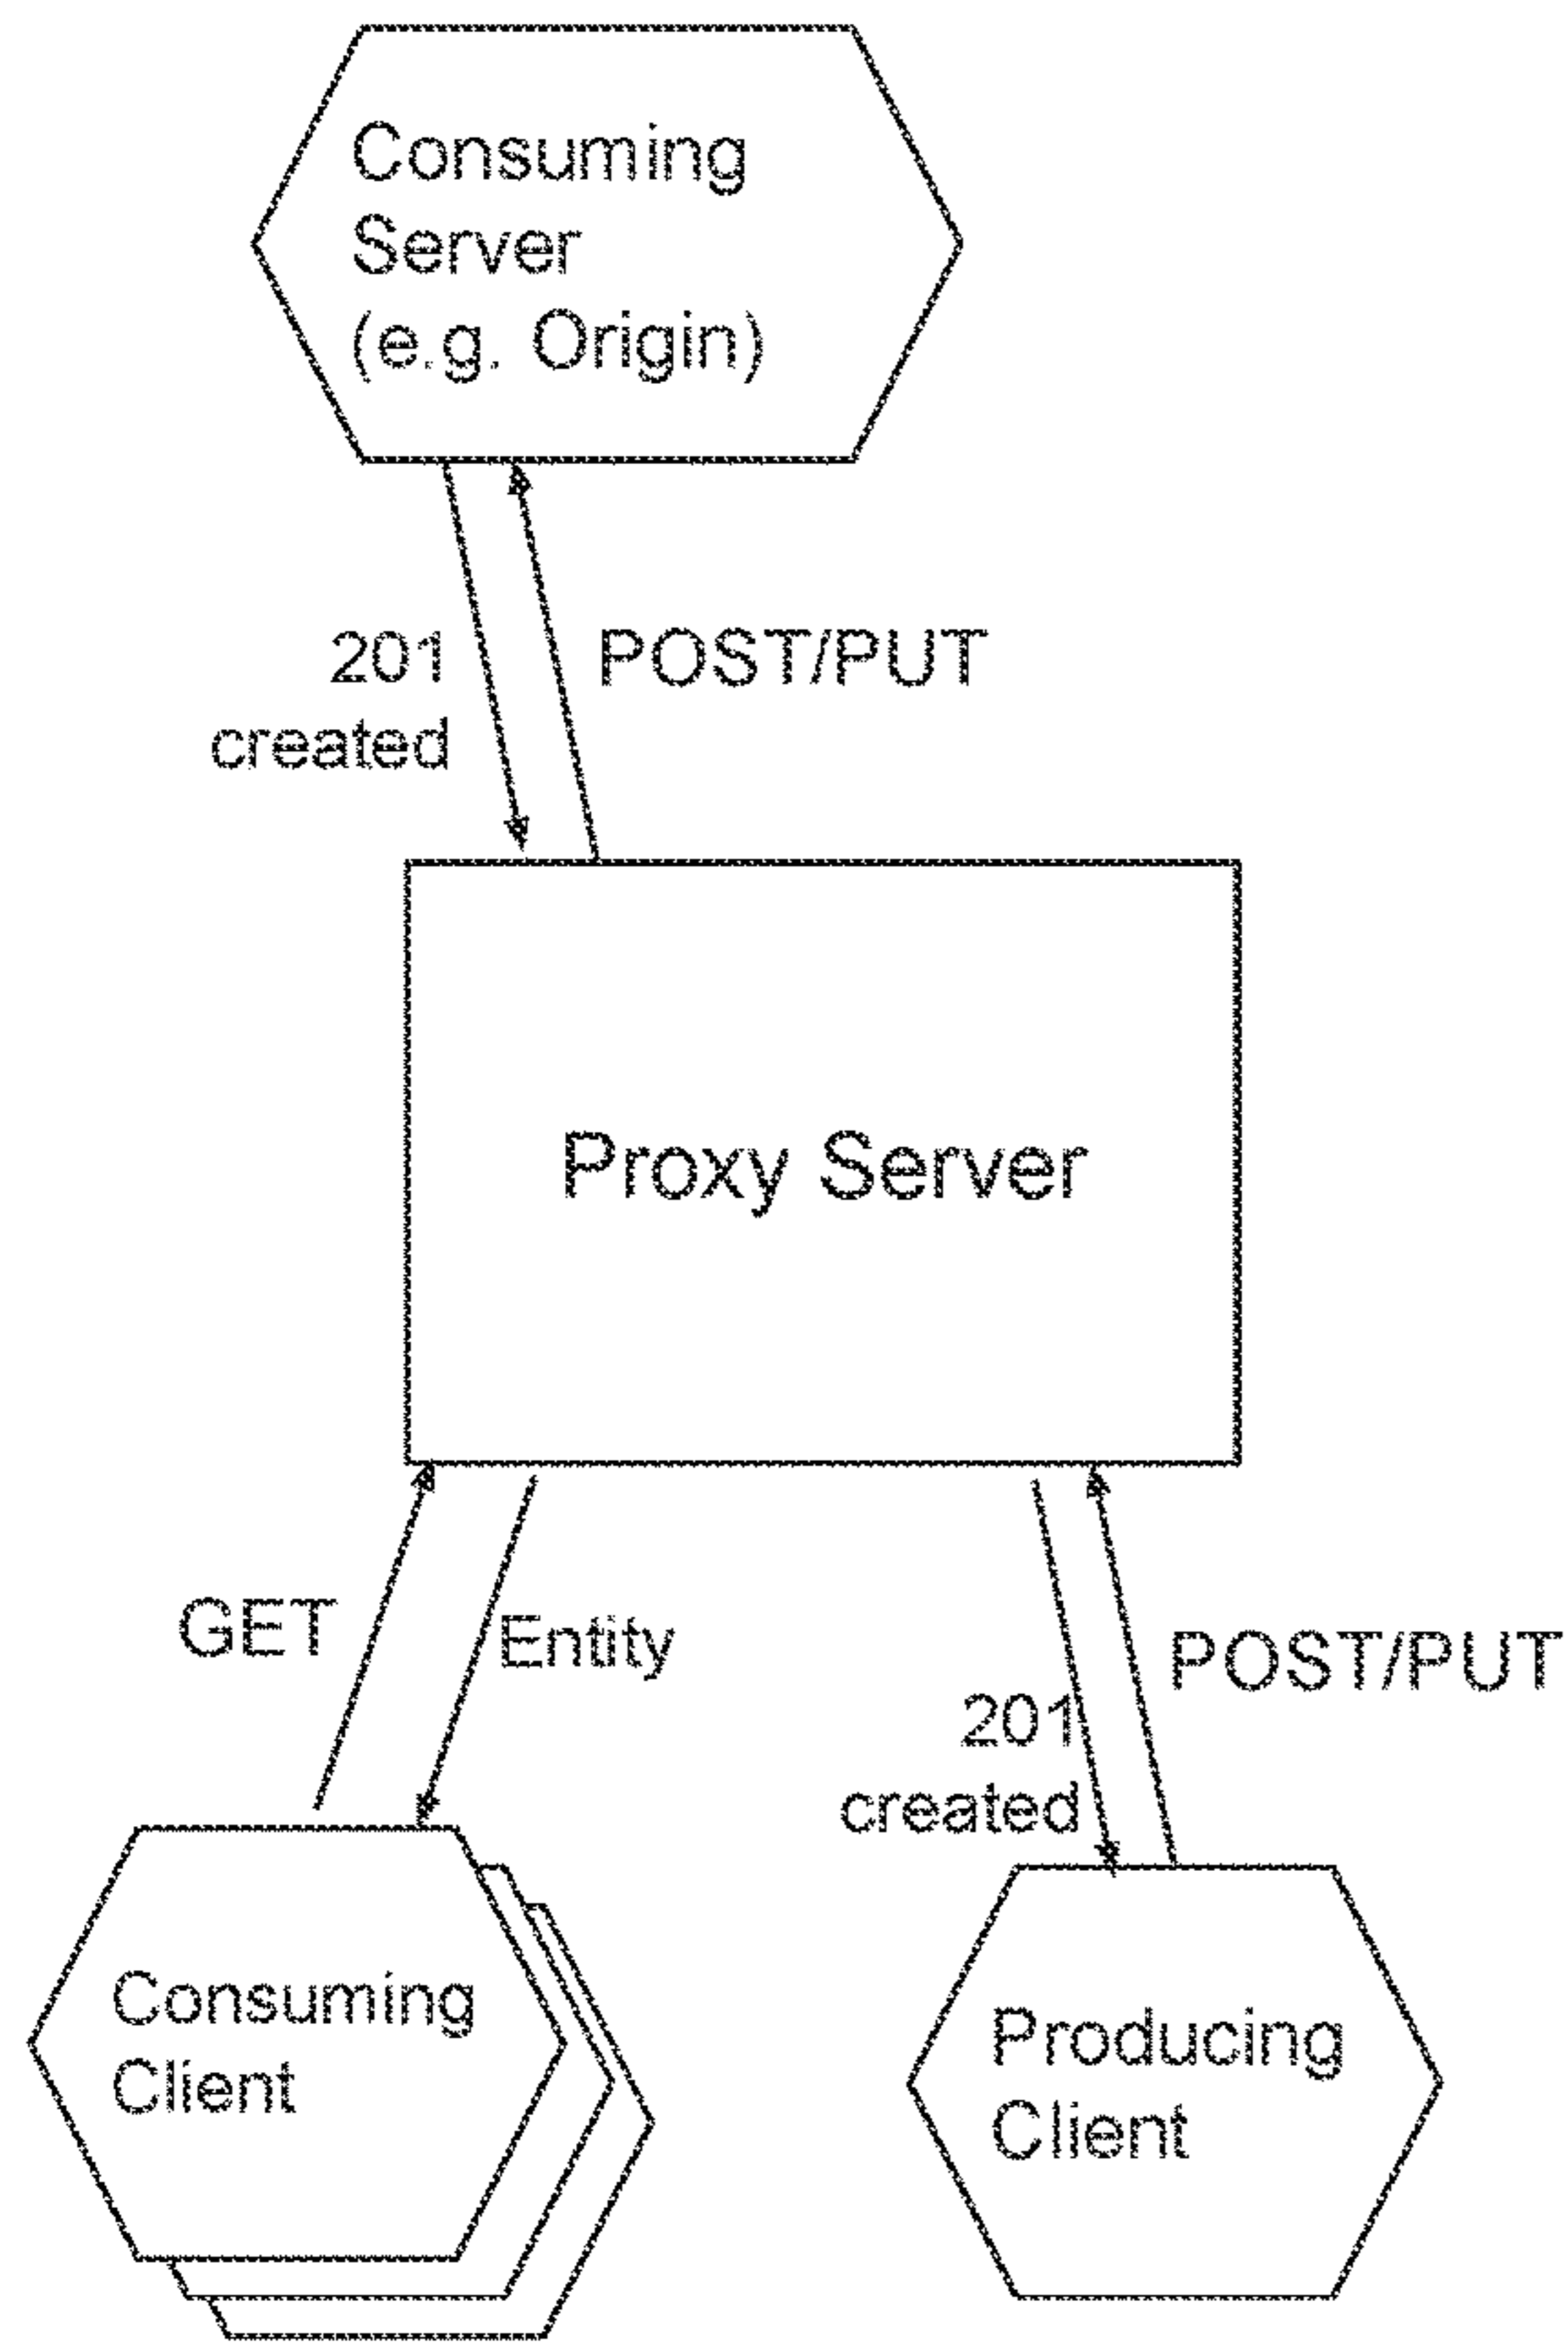 Consuming
Server
(e.g. Origin)
201
created
POST/PUT
Proxy Server
GET
Entity
201
created
POST/PUT
Consuming
Client
Producing
Client